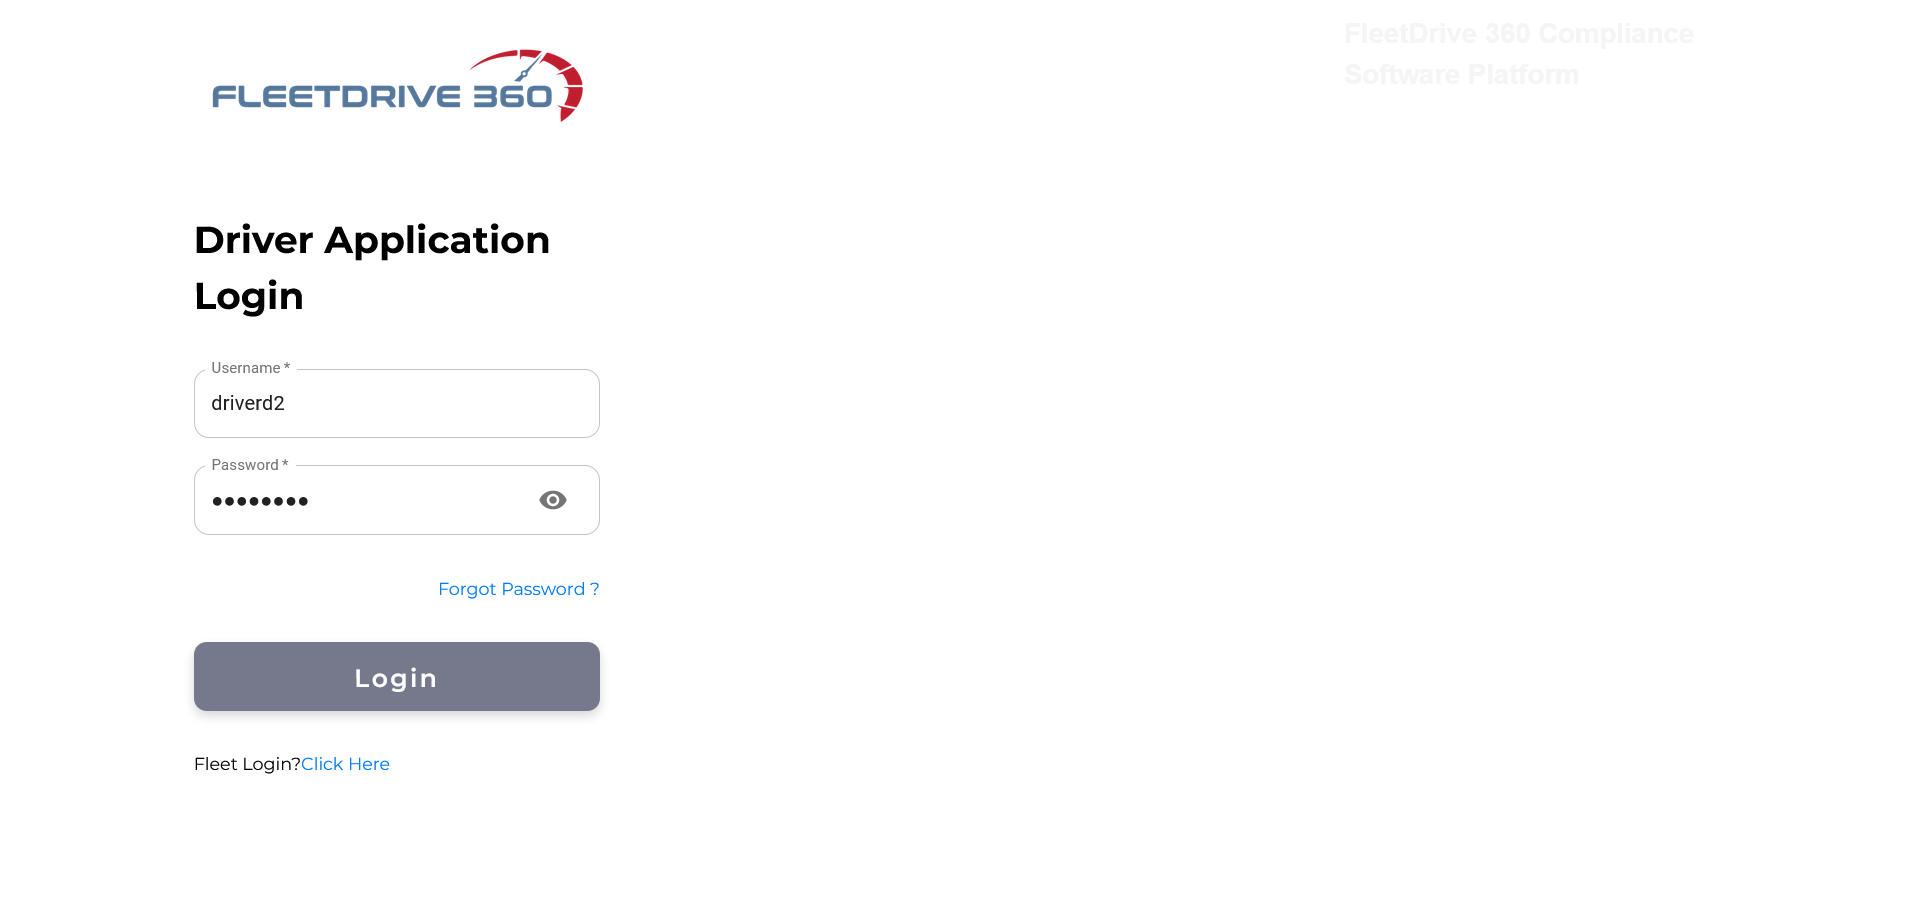 FLEETDRIVE 360
FleetDrive 360 Compliance
Software Platform
Driver Application
Login
Username *
driverd2
Password *
••••••••
Forgot Password ?
Login
Fleet Login?Click Here